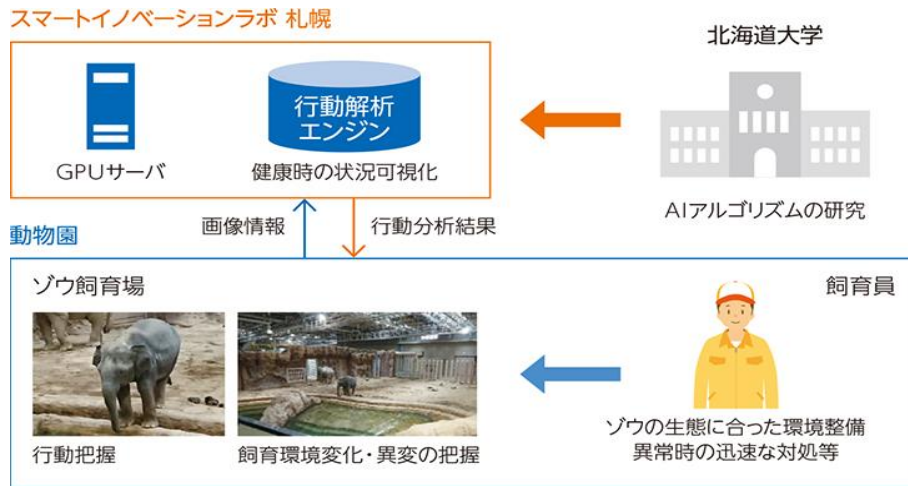 スマートイノベーションラボ 札幌
北海道大学
行動解析
エンジン
GPUサーバ
健康時の状況可視化
AIアルゴリズムの研究
画像情報
行動分析結果
動物園
ゾウ飼育場
飼育員
行動把握
飼育環境変化・異変の把握
ゾウの生態に合った環境整備
異常時の迅速な対処等